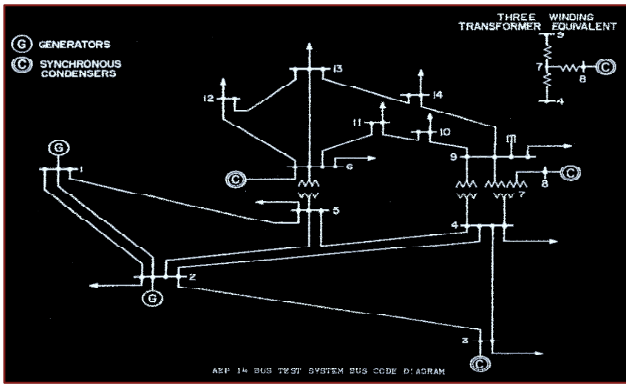 THREE WINDING
TRANSFORMER EQUIVALENT
9
7
C
8
4
G GENERATORS
C SYNCHRONOUS
CONDENSERS
13
14
12
11
10
G
1
C
6
9
C
8
7
5
4
2
G
3
C
AEP 14 BUS TEST SYSTEM BUS CODE DIAGRAM